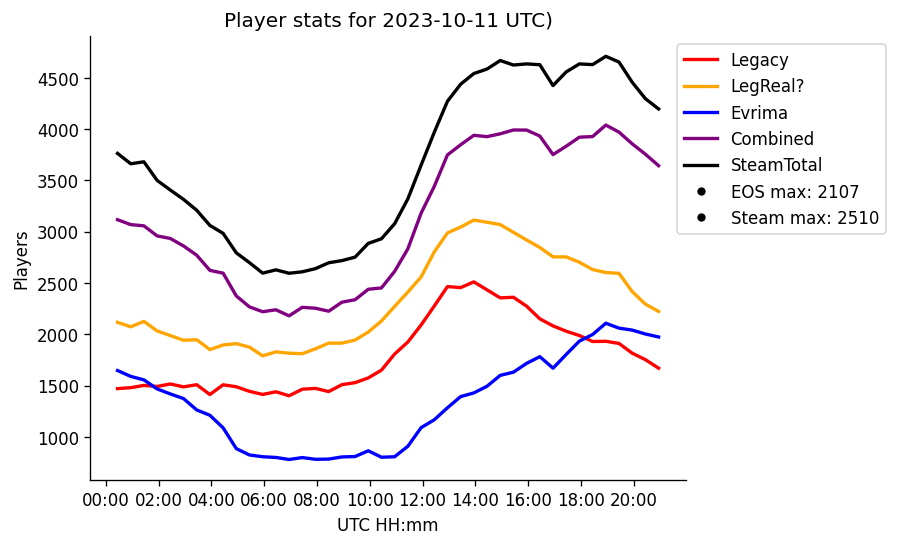 Player stats for 2023-10-11 UTC)
Legacy
LegReal?
Evrima
Combined
SteamTotal
EOS max: 2107
Steam max: 2510
Players
4500
4000
3500
3000
2500
2000
1500
1000
00:00 02:00 04:00 06:00 08:00 10:00 12:00 14:00 16:00 18:00 20:00
UTC HH:mm